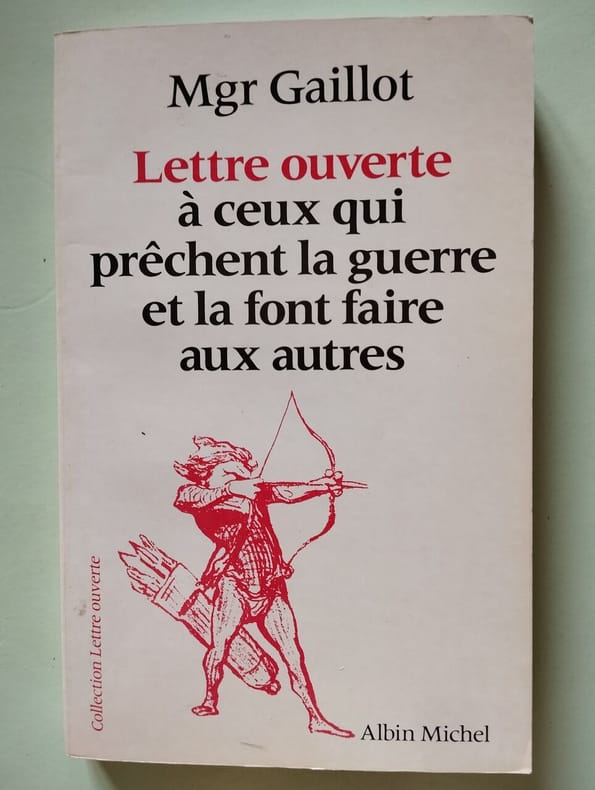 Mgr Gaillot
Lettre ouverte
à ceux qui
prêchent la guerre
et la font faire
aux autres
Collection Lettre ouverte
Albin Michel